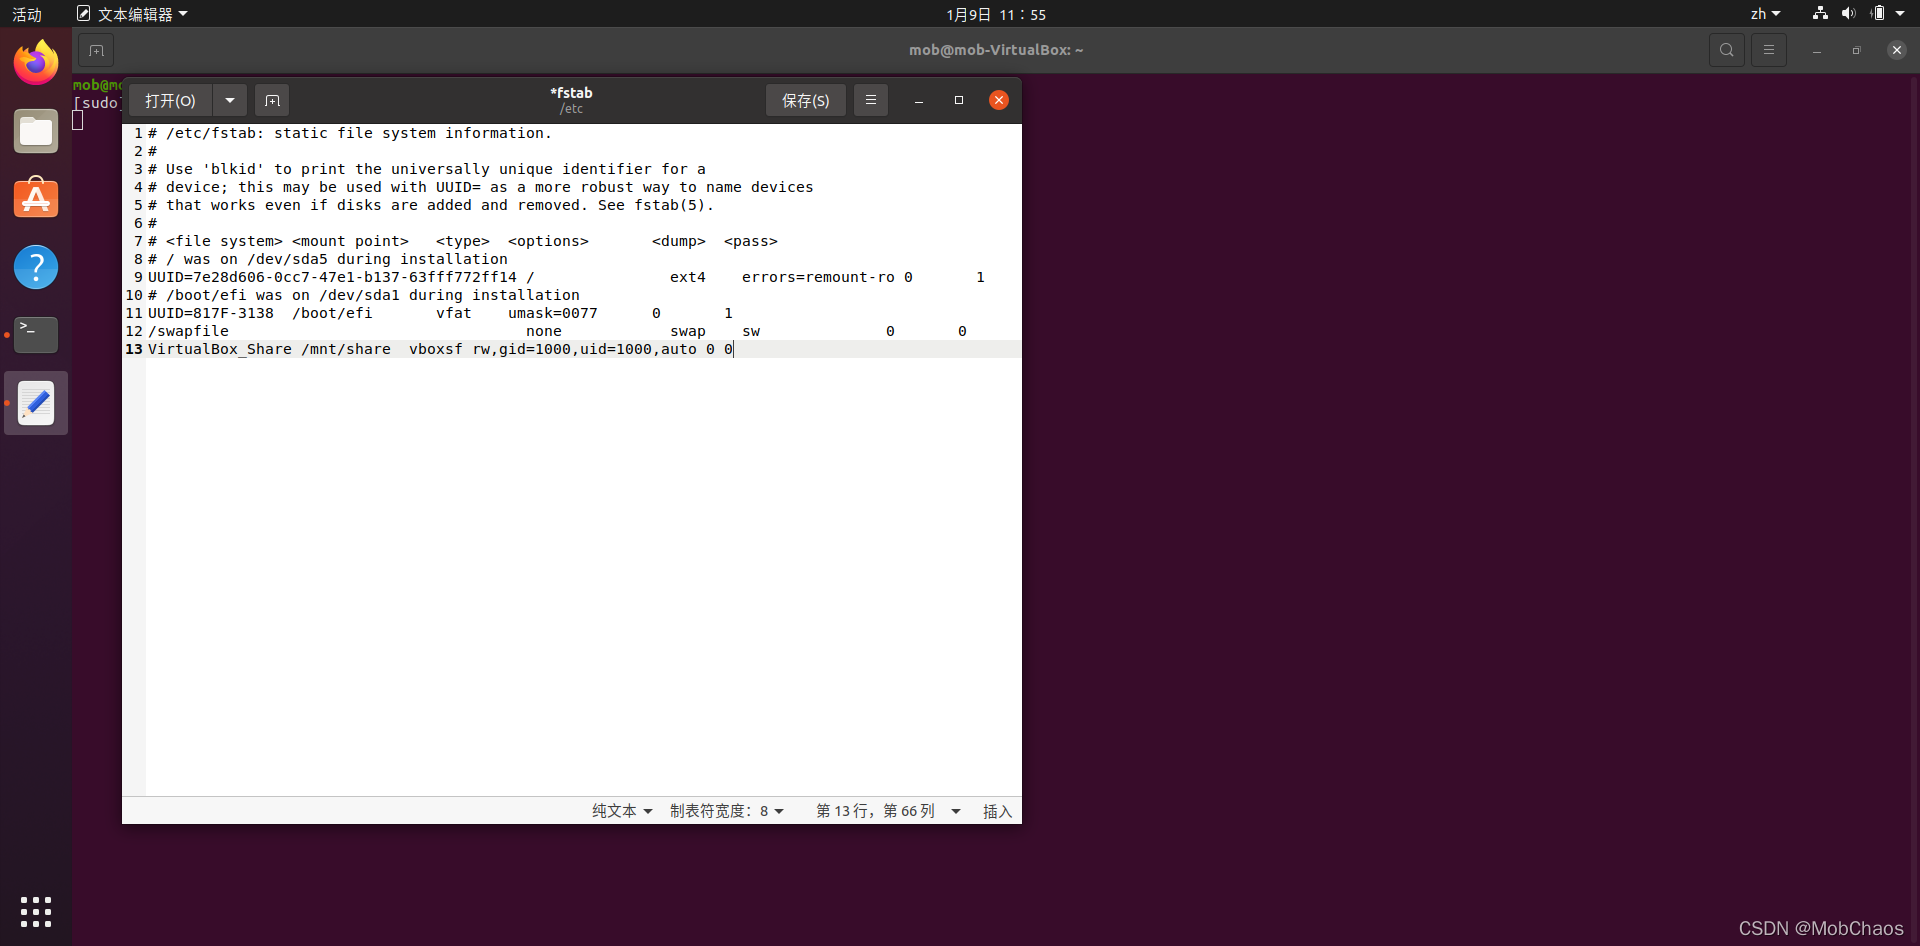 活动
文本编辑器
1月9日 11：55
zh
mob@mob-VirtualBox: ~
mob@m
[sudo]
打开(O)
*fstab
/etc
保存(S)
1 # /etc/fstab: static file system information.
2 #
3 # Use 'blkid' to print the universally unique identifier for a
4 # device; this may be used with UUID= as a more robust way to name devices
5 # that works even if disks are added and removed. See fstab(5).
6 #
7 # <file system> <mount point>   <type>  <options>       <dump>  <pass>
8 # / was on /dev/sda5 during installation
9 UUID=7e28d606-0cc7-47e1-b137-63fff772ff14 /               ext4    errors=remount-ro 0       1
10 # /boot/efi was on /dev/sda1 during installation
11 UUID=817F-3138  /boot/efi       vfat    umask=0077      0       1
12 /swapfile                                 none            swap    sw              0       0
13 VirtualBox_Share /mnt/share  vboxsf rw,gid=1000,uid=1000,auto 0 0
纯文本
制表符宽度：8
第 13 行，第 66 列
插入
CSDN @MobChaos